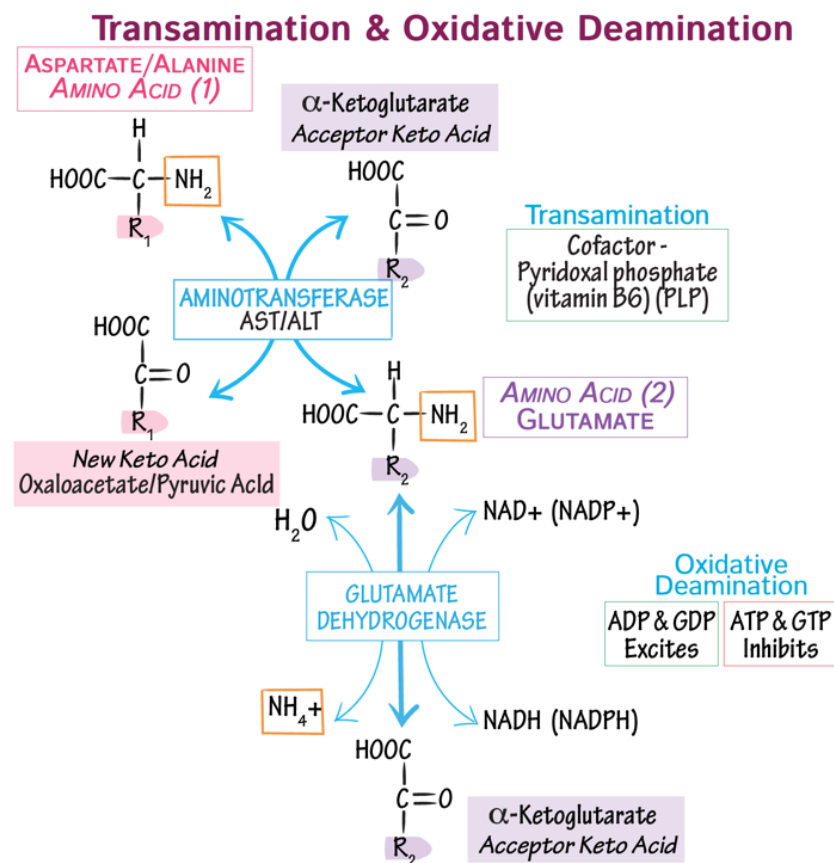 Transamination & Oxidative Deamination
ASPARTATE/ALANINE
AMINO ACID (1)
α-Ketoglutarate
Acceptor Keto Acid
H
HOOC–C–NH₂
R₁
HOOC
C=O
R₂
Transamination
Cofactor -
Pyridoxal phosphate
(vitamin B6) (PLP)
AMINOTRANSFERASE
AST/ALT
HOOC
C=O
R₁
New Keto Acid
Oxaloacetate/Pyruvic Acid
H
HOOC–C–NH₂
R₂
AMINO ACID (2)
GLUTAMATE
H₂O
NAD+ (NADP+)
GLUTAMATE
DEHYDROGENASE
Oxidative
Deamination
ADP & GDP
Excites
ATP & GTP
Inhibits
NH₄+
NADH (NADPH)
HOOC
C=O
R₂
α-Ketoglutarate
Acceptor Keto Acid